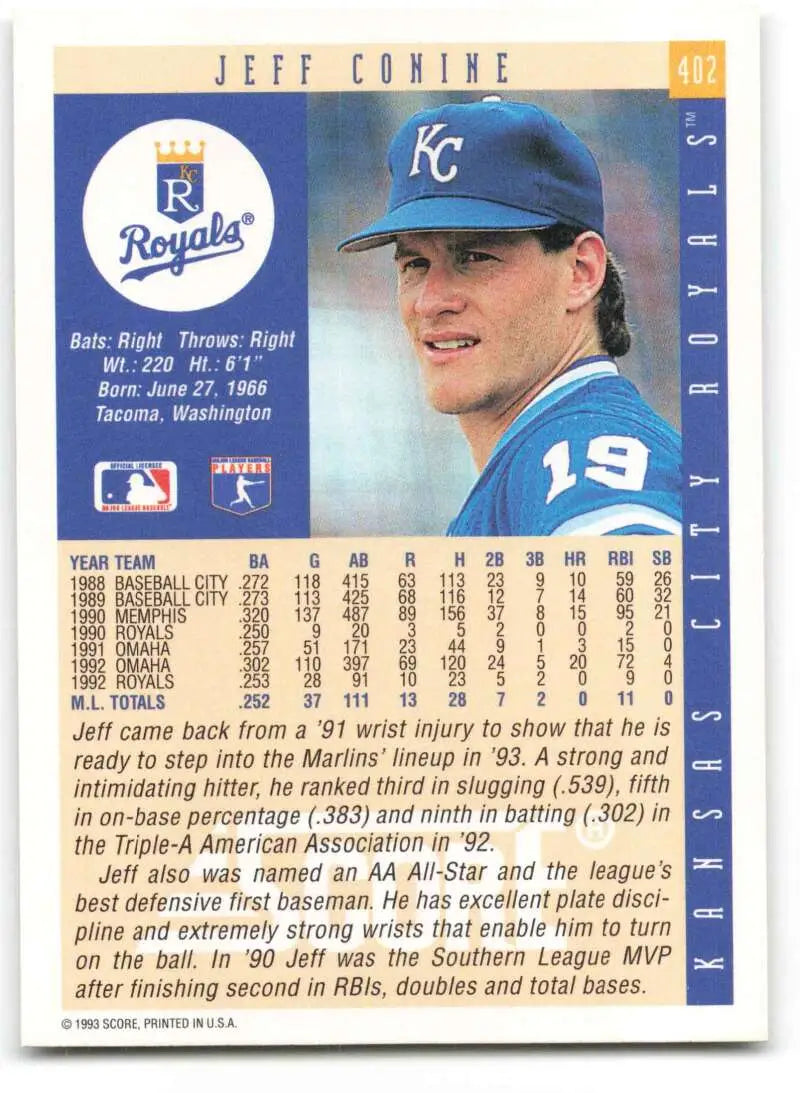 JEFF CONINE
402
KC
R
Royals®
KC
19
KANSAS CITY ROYALS™
Bats: Right Throws: Right
Wt.: 220 Ht.: 6'1"
Born: June 27, 1966
Tacoma, Washington
OFFICIAL LICENSEE
MAJOR LEAGUE BASEBALL
MAJOR LEAGUE BASEBALL
PLAYERS
YEAR TEAM BA G AB R H 2B 3B HR RBI SB
1988 BASEBALL CITY .272 118 415 63 113 23 9 10 59 26
1989 BASEBALL CITY .273 113 425 68 116 12 7 14 60 32
1990 MEMPHIS .320 137 487 89 156 37 8 15 95 21
1990 ROYALS .250 9 20 3 5 2 0 0 2 0
1991 OMAHA .257 51 171 23 44 9 1 3 15 0
1992 OMAHA .302 110 397 69 120 24 5 20 72 4
1992 ROYALS .253 28 91 10 23 5 2 0 9 0
M.L. TOTALS .252 37 111 13 28 7 2 0 11 0
Jeff came back from a '91 wrist injury to show that he is
ready to step into the Marlins' lineup in '93. A strong and
intimidating hitter, he ranked third in slugging (.539), fifth
in on-base percentage (.383) and ninth in batting (.302) in
the Triple-A American Association in '92.
Jeff also was named an AA All-Star and the league's
best defensive first baseman. He has excellent plate disci-
pline and extremely strong wrists that enable him to turn
on the ball. In '90 Jeff was the Southern League MVP
after finishing second in RBIs, doubles and total bases.
SCORE®
© 1993 SCORE, PRINTED IN U.S.A.